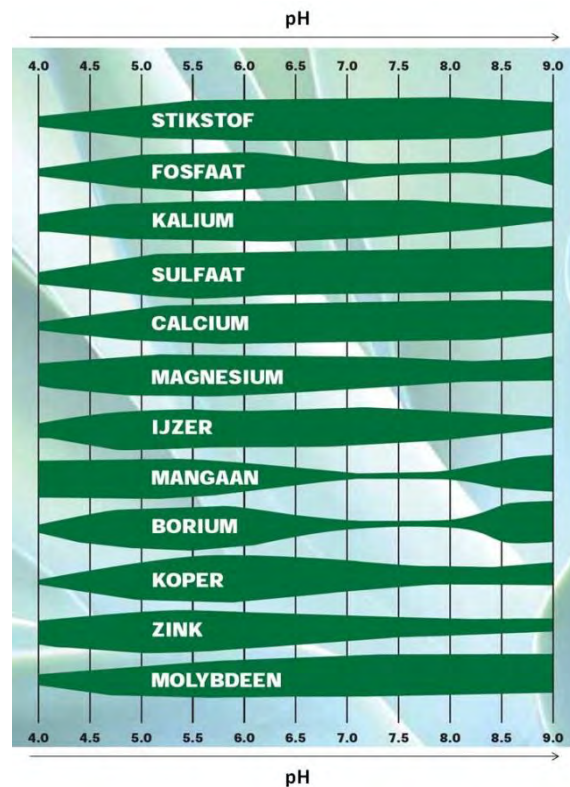 pH
4.0 4.5 5.0 5.5 6.0 6.5 7.0 7.5 8.0 8.5 9.0
STIKSTOF
FOSFAAT
KALIUM
SULFAAT
CALCIUM
MAGNESIUM
IJZER
MANGAAN
BORIUM
KOPER
ZINK
MOLYBDEEN
4.0 4.5 5.0 5.5 6.0 6.5 7.0 7.5 8.0 8.5 9.0
pH